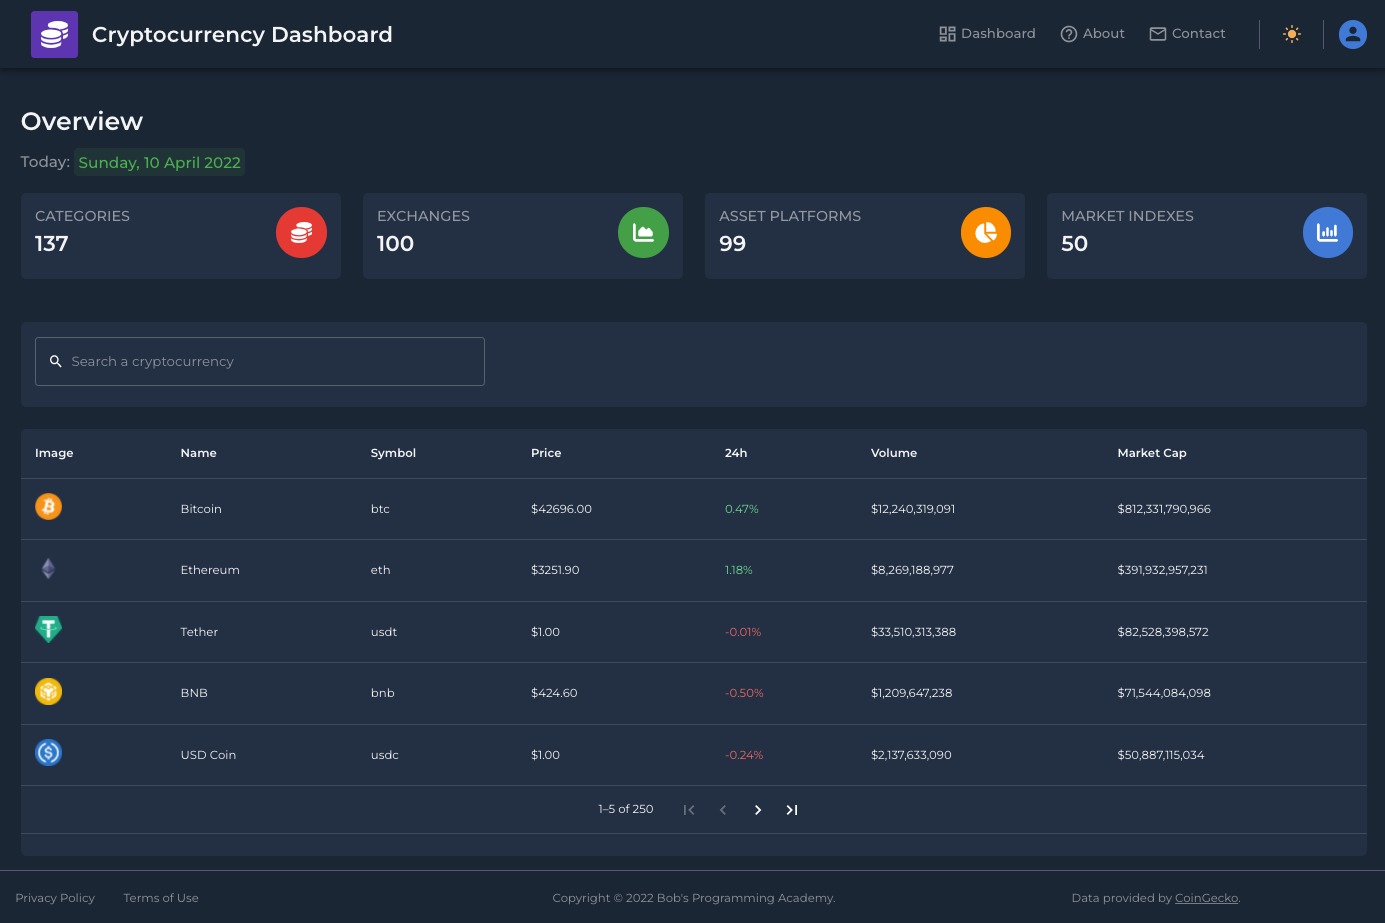 Cryptocurrency Dashboard
Dashboard About Contact
Overview
Today: Sunday, 10 April 2022
CATEGORIES
137
EXCHANGES
100
ASSET PLATFORMS
99
MARKET INDEXES
50
Search a cryptocurrency
Image Name Symbol Price 24h Volume Market Cap
Bitcoin btc $42696.00 0.47% $12,240,319,091 $812,331,790,966
Ethereum eth $3251.90 1.18% $8,269,188,977 $391,932,957,231
Tether usdt $1.00 -0.01% $33,510,313,388 $82,528,398,572
BNB bnb $424.60 -0.50% $1,209,647,238 $71,544,084,098
USD Coin usdc $1.00 -0.24% $2,137,633,090 $50,887,115,034
1–5 of 250
Privacy Policy Terms of Use Copyright © 2022 Bob's Programming Academy. Data provided by CoinGecko.